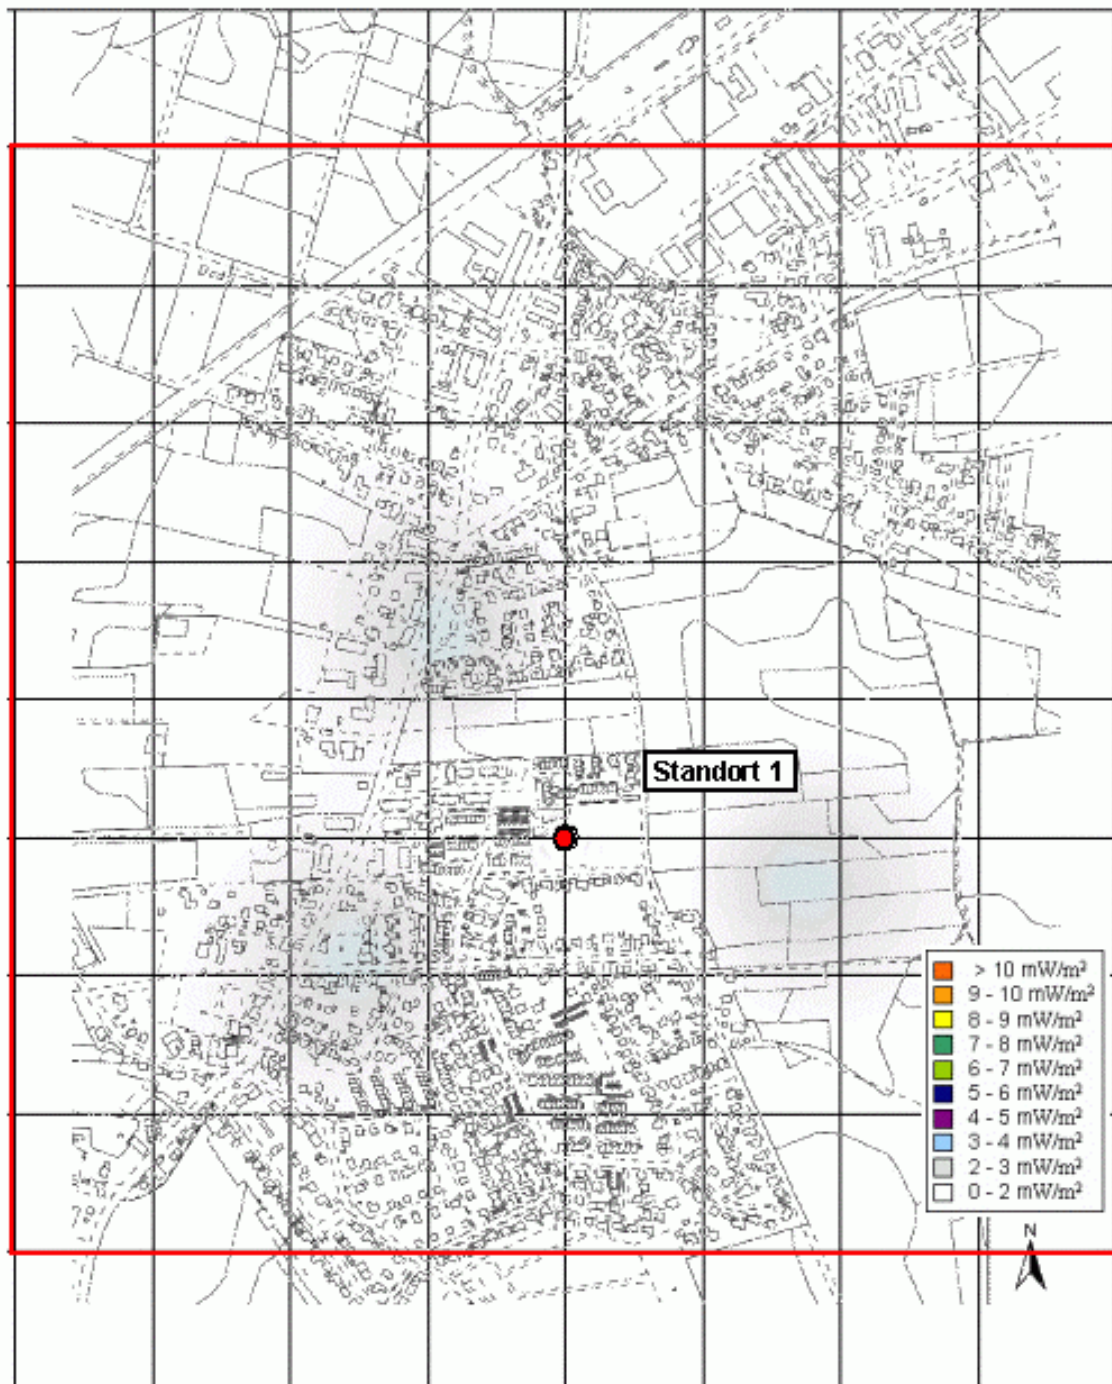 Standort 1
> 10 mW/m²
9 - 10 mW/m²
8 - 9 mW/m²
7 - 8 mW/m²
6 - 7 mW/m²
5 - 6 mW/m²
4 - 5 mW/m²
3 - 4 mW/m²
2 - 3 mW/m²
0 - 2 mW/m²
N